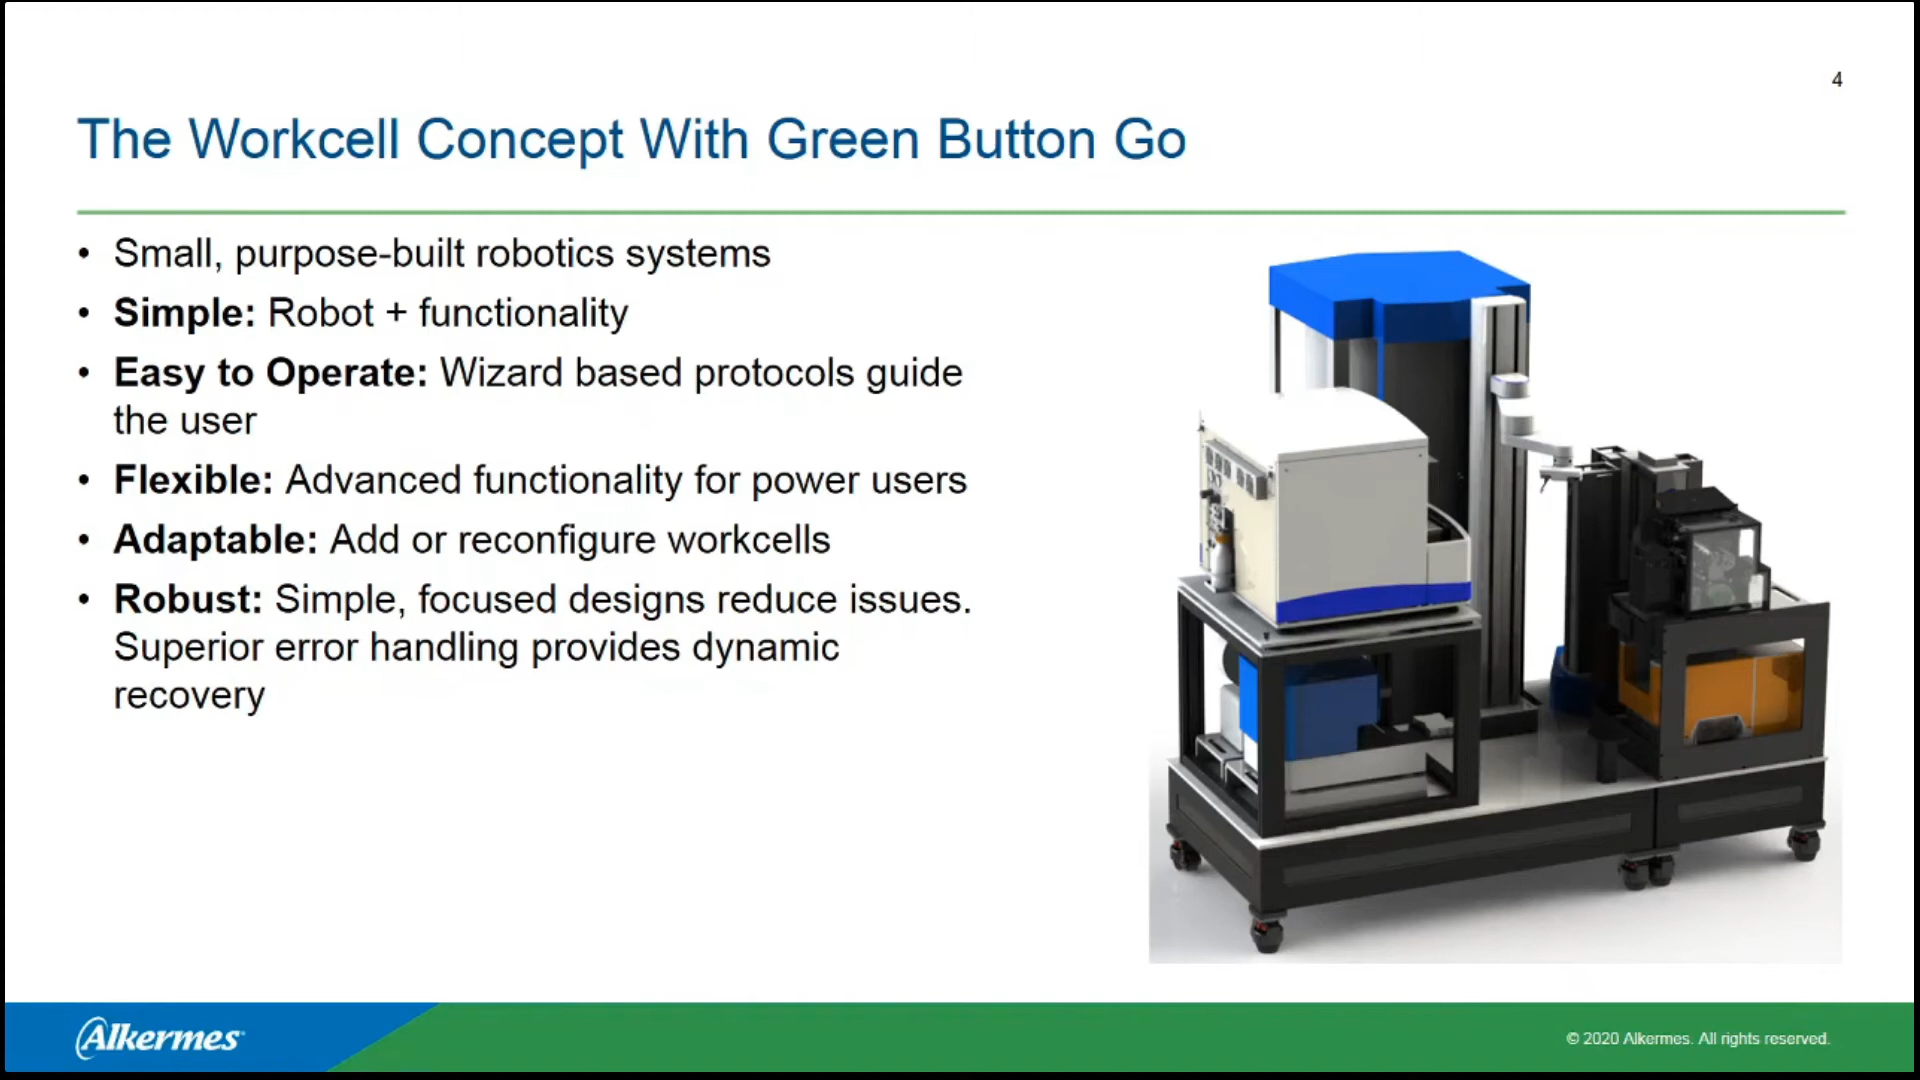 4
The Workcell Concept With Green Button Go
• Small, purpose-built robotics systems
• Simple: Robot + functionality
• Easy to Operate: Wizard based protocols guide
the user
• Flexible: Advanced functionality for power users
• Adaptable: Add or reconfigure workcells
• Robust: Simple, focused designs reduce issues.
Superior error handling provides dynamic
recovery
Alkermes®
© 2020 Alkermes. All rights reserved.